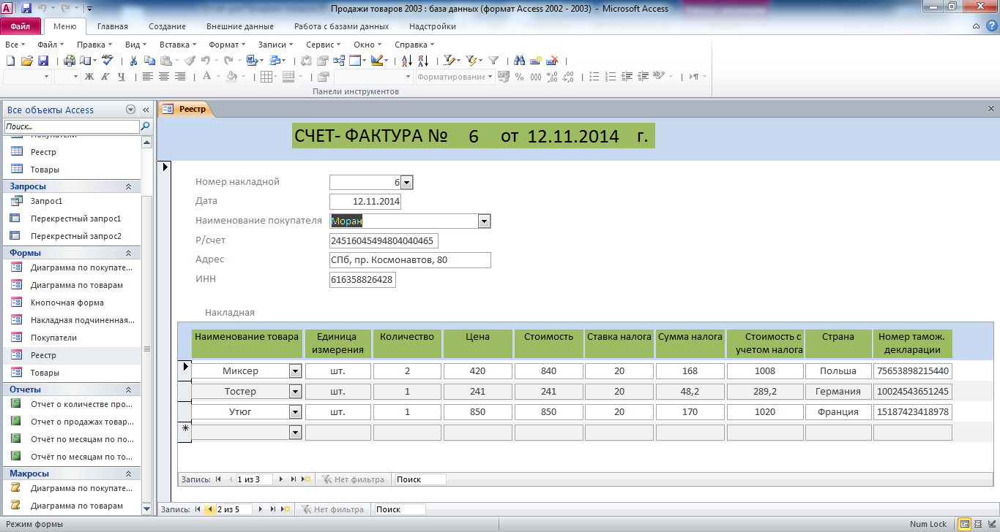 Продажи товаров 2003 : база данных (формат Access 2002 - 2003) - Microsoft Access
Файл Меню Главная Создание Внешние данные Работа с базами данных Надстройки
Все Файл Правка Вид Вставка Формат Записи Сервис Окно Справка
Ж К Ч Форматирование % 000
Панели инструментов
Все объекты Access
Поиск...
Покупатели
Реестр
Товары
Запросы
Запрос1
Перекрестный запрос1
Перекрестный запрос2
Формы
Диаграмма по покупате...
Диаграмма по товарам
Кнопочная форма
Накладная подчиненная...
Покупатели
Реестр
Товары
Отчеты
Отчет о количестве про...
Отчет о продажах товар...
Отчёт по месяцам по по...
Отчёт по месяцам по то...
Макросы
Диаграмма по покупате...
Диаграмма по товарам
Реестр
СЧЕТ- ФАКТУРА № 6 от 12.11.2014 г.
Номер накладной 6
Дата 12.11.2014
Наименование покупателя Моран
Р/счет 24516045494804040465
Адрес СПб, пр. Космонавтов, 80
ИНН 616358826428
Накладная
Наименование товара Единица измерения Количество Цена Стоимость Ставка налога Сумма налога Стоимость с учетом налога Страна Номер тамож. декларации
Миксер шт. 2 420 840 20 168 1008 Польша 75653898215440
Тостер шт. 1 241 241 20 48,2 289,2 Германия 10024543651245
Утюг шт. 1 850 850 20 170 1020 Франция 15187423418978
Запись: 1 из 3 Нет фильтра Поиск
Запись: 2 из 5 Нет фильтра Поиск
Режим формы Num Lock